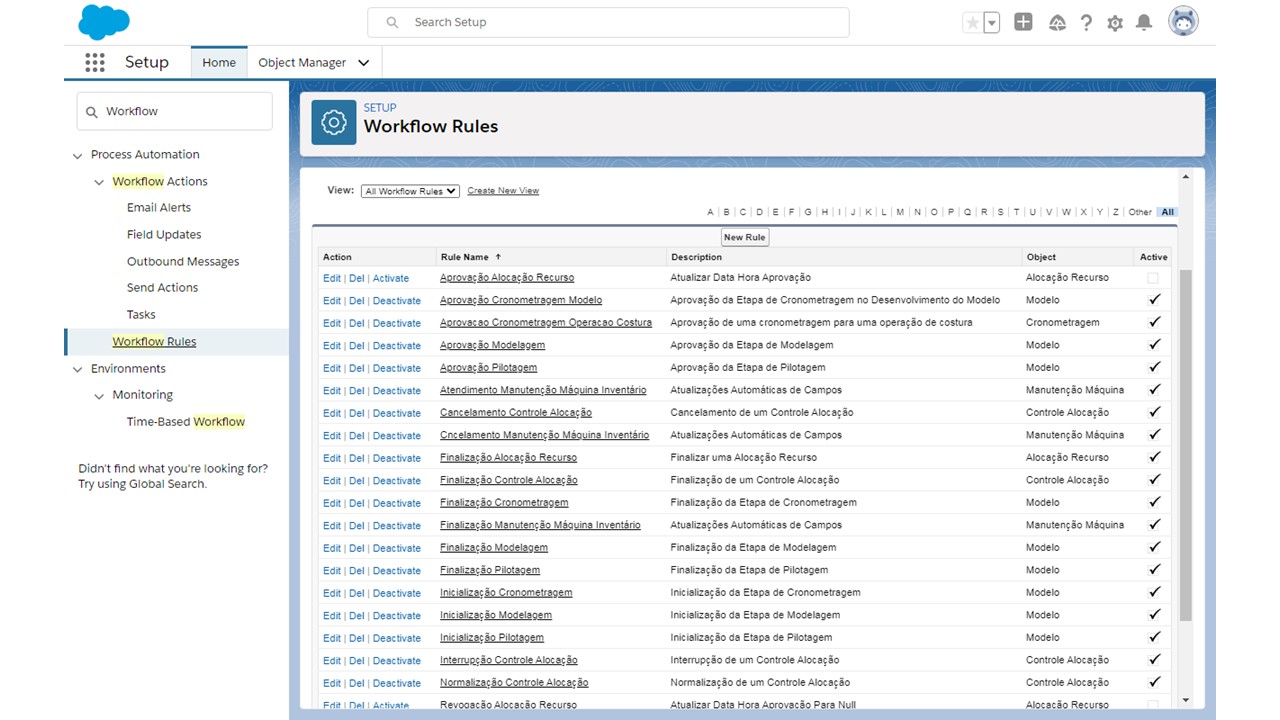 Search Setup
Setup
Home
Object Manager
Workflow
Process Automation
Workflow Actions
Email Alerts
Field Updates
Outbound Messages
Send Actions
Tasks
Workflow Rules
Environments
Monitoring
Time-Based Workflow
Didn't find what you're looking for?
Try using Global Search.
SETUP
Workflow Rules
View: All Workflow Rules Create New View
A | B | C | D | E | F | G | H | I | J | K | L | M | N | O | P | Q | R | S | T | U | V | W | X | Y | Z | Other All
New Rule
Action Rule Name ↑ Description Object Active
Edit | Del | Activate Aprovação Alocação Recurso Atualizar Data Hora Aprovação Alocação Recurso
Edit | Del | Deactivate Aprovação Cronometragem Modelo Aprovação da Etapa de Cronometragem no Desenvolvimento do Modelo Modelo ✓
Edit | Del | Deactivate Aprovacao Cronometragem Operacao Costura Aprovação de uma cronometragem para uma operação de costura Cronometragem ✓
Edit | Del | Deactivate Aprovação Modelagem Aprovação da Etapa de Modelagem Modelo ✓
Edit | Del | Deactivate Aprovação Pilotagem Aprovação da Etapa de Pilotagem Modelo ✓
Edit | Del | Deactivate Atendimento Manutenção Máquina Inventário Atualizações Automáticas de Campos Manutenção Máquina ✓
Edit | Del | Deactivate Cancelamento Controle Alocação Cancelamento de um Controle Alocação Controle Alocação ✓
Edit | Del | Deactivate Cncelamento Manutenção Máquina Inventário Atualizações Automáticas de Campos Manutenção Máquina ✓
Edit | Del | Deactivate Finalização Alocação Recurso Finalizar uma Alocação Recurso Alocação Recurso ✓
Edit | Del | Deactivate Finalização Controle Alocação Finalização de um Controle Alocação Controle Alocação ✓
Edit | Del | Deactivate Finalização Cronometragem Finalização da Etapa de Cronometragem Modelo ✓
Edit | Del | Deactivate Finalização Manutenção Máquina Inventário Atualizações Automáticas de Campos Manutenção Máquina ✓
Edit | Del | Deactivate Finalização Modelagem Finalização da Etapa de Modelagem Modelo ✓
Edit | Del | Deactivate Finalização Pilotagem Finalização da Etapa de Pilotagem Modelo ✓
Edit | Del | Deactivate Inicialização Cronometragem Inicialização da Etapa de Cronometragem Modelo ✓
Edit | Del | Deactivate Inicialização Modelagem Inicialização da Etapa de Modelagem Modelo ✓
Edit | Del | Deactivate Inicialização Pilotagem Inicialização da Etapa de Pilotagem Modelo ✓
Edit | Del | Deactivate Interrupção Controle Alocação Interrupção de um Controle Alocação Controle Alocação ✓
Edit | Del | Deactivate Normalização Controle Alocação Normalização de um Controle Alocação Controle Alocação ✓
Edit | Del | Activate Revogação Alocação Recurso Atualizar Data Hora Aprovação Para Null Alocação Recurso